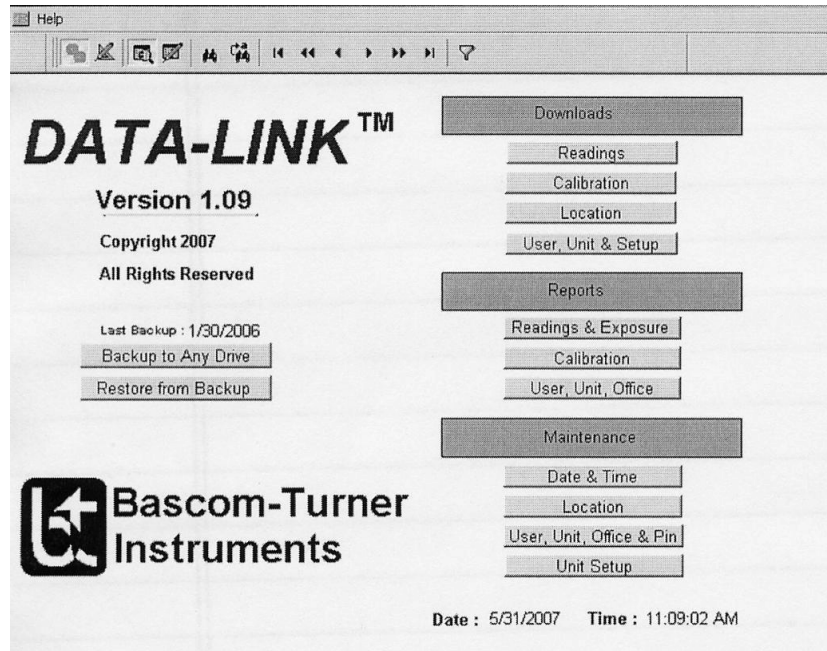 Help
DATA-LINK™
Version 1.09
Copyright 2007
All Rights Reserved
Last Backup : 1/30/2006
Backup to Any Drive
Restore from Backup
Bascom-Turner
Instruments
Downloads
Readings
Calibration
Location
User, Unit & Setup
Reports
Readings & Exposure
Calibration
User, Unit, Office
Maintenance
Date & Time
Location
User, Unit, Office & Pin
Unit Setup
Date : 5/31/2007 Time : 11:09:02 AM